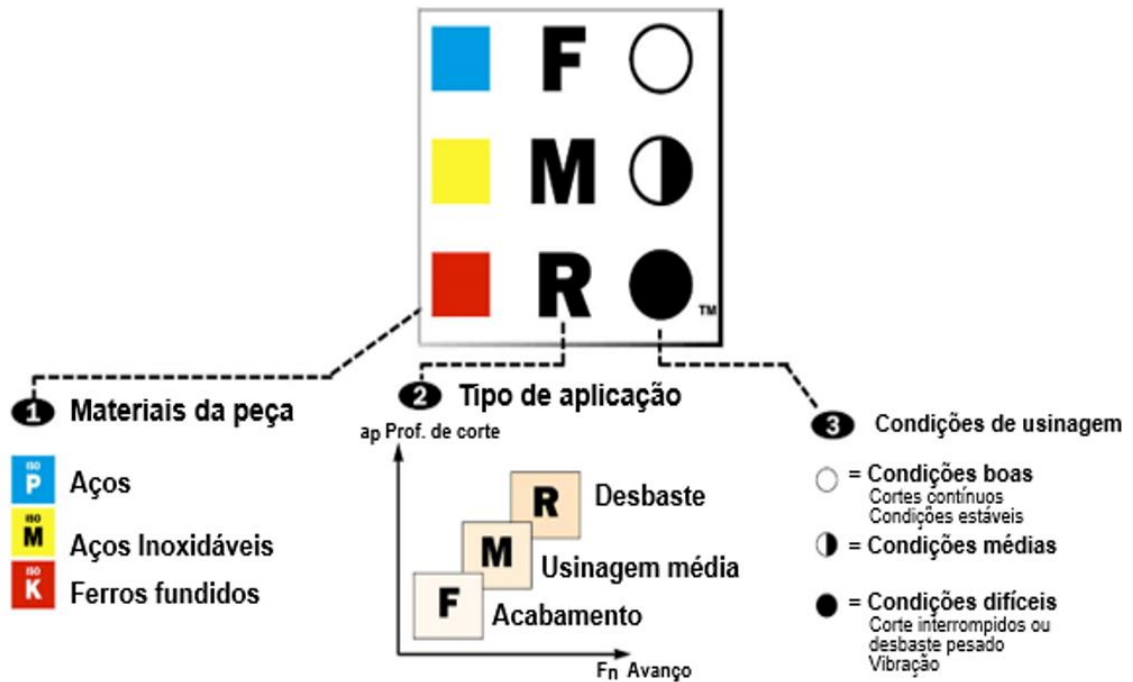 F
M
R
TM
1 Materiais da peça
ISO
P
Aços
ISO
M
Aços Inoxidáveis
ISO
K
Ferros fundidos
2 Tipo de aplicação
ap Prof. de corte
R
Desbaste
M
Usinagem média
F
Acabamento
Fn Avanço
3 Condições de usinagem
= Condições boas
Cortes contínuos
Condições estáveis
= Condições médias
= Condições difíceis
Corte interrompidos ou
desbaste pesado
Vibração